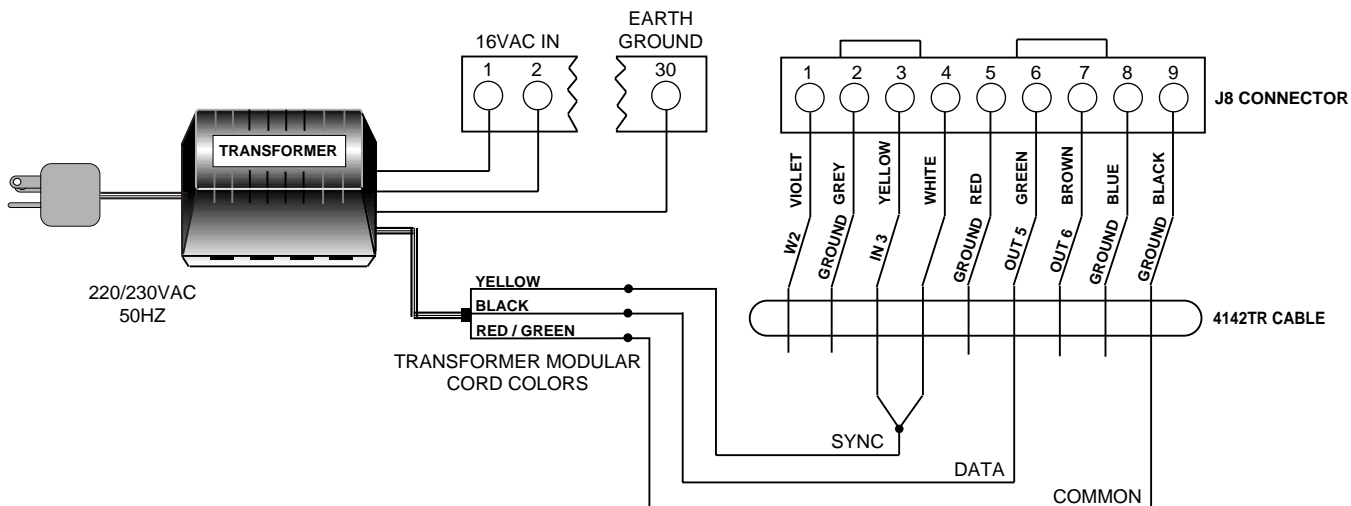 16VAC IN
EARTH
GROUND
1 2
30
1 2 3 4 5 6 7 8 9
J8 CONNECTOR
TRANSFORMER
220/230VAC
50HZ
VIOLET
GREY
YELLOW
WHITE
RED
GREEN
BROWN
BLUE
BLACK
W2
GROUND
IN 3
GROUND
OUT 5
OUT 6
GROUND
GROUND
4142TR CABLE
YELLOW
BLACK
RED / GREEN
TRANSFORMER MODULAR
CORD COLORS
SYNC
DATA
COMMON